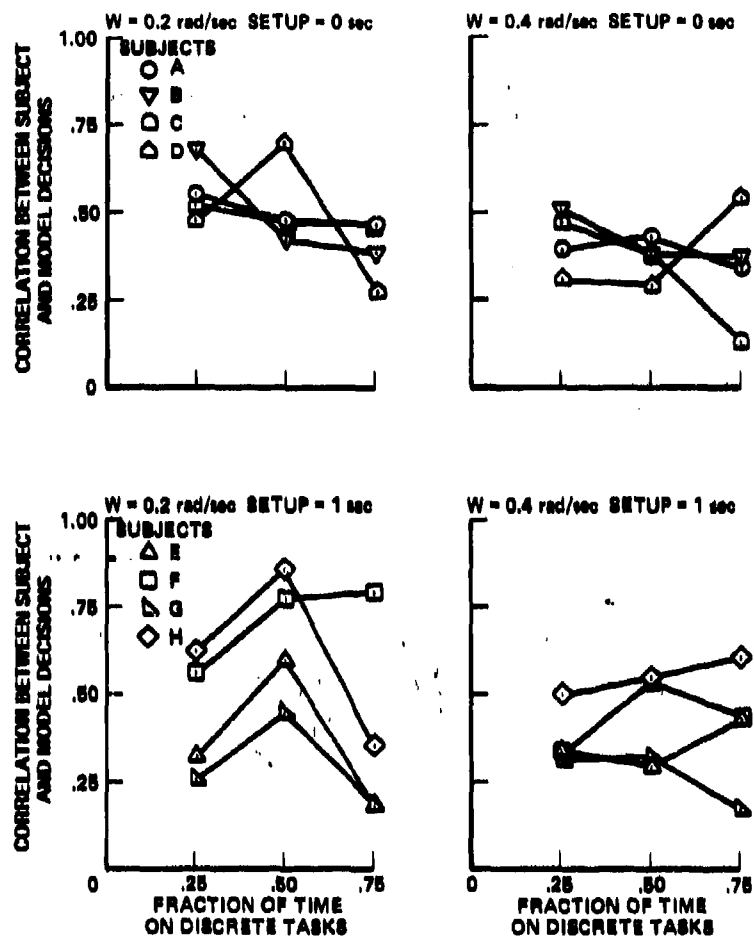 W = 0.2 rad/sec SETUP = 0 sec
W = 0.4 rad/sec SETUP = 0 sec
CORRELATION BETWEEN SUBJECT
AND MODEL DECISIONS
1.00
.75
.50
.25
0
SUBJECTS
A
B
C
D
W = 0.2 rad/sec SETUP = 1 sec
W = 0.4 rad/sec SETUP = 1 sec
CORRELATION BETWEEN SUBJECT
AND MODEL DECISIONS
1.00
.75
.50
.25
0
SUBJECTS
E
F
G
H
.25 .50 .75
FRACTION OF TIME
ON DISCRETE TASKS
0 .25 .50 .75
FRACTION OF TIME
ON DISCRETE TASKS